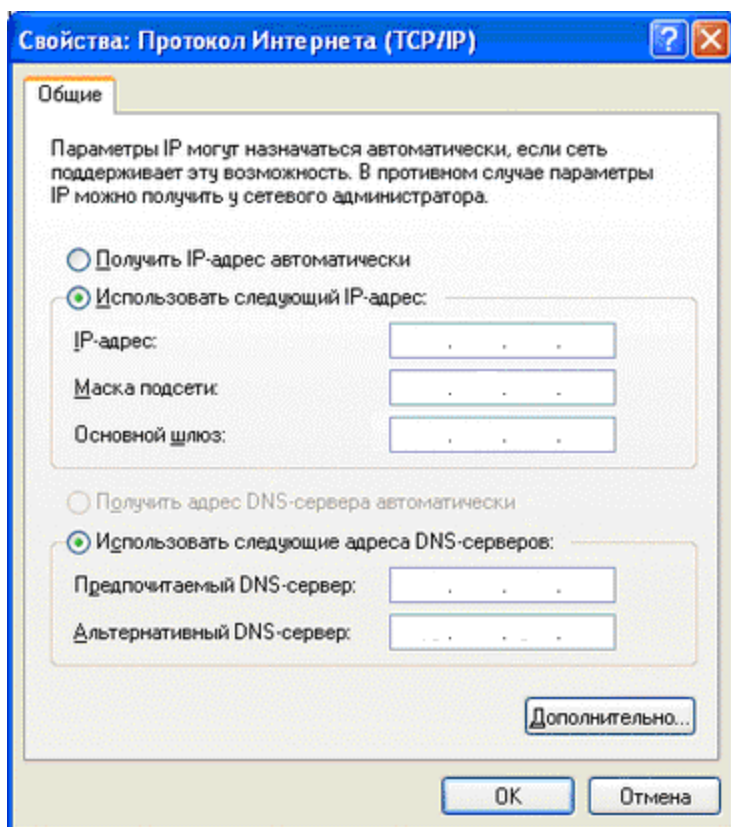 Свойства: Протокол Интернета (TCP/IP)
Общие
Параметры IP могут назначаться автоматически, если сеть
поддерживает эту возможность. В противном случае параметры
IP можно получить у сетевого администратора.
Получить IP-адрес автоматически
Использовать следующий IP-адрес:
IP-адрес:
Маска подсети:
Основной шлюз:
Получить адрес DNS-сервера автоматически
Использовать следующие адреса DNS-серверов:
Предпочитаемый DNS-сервер:
Альтернативный DNS-сервер:
Дополнительно...
OK
Отмена